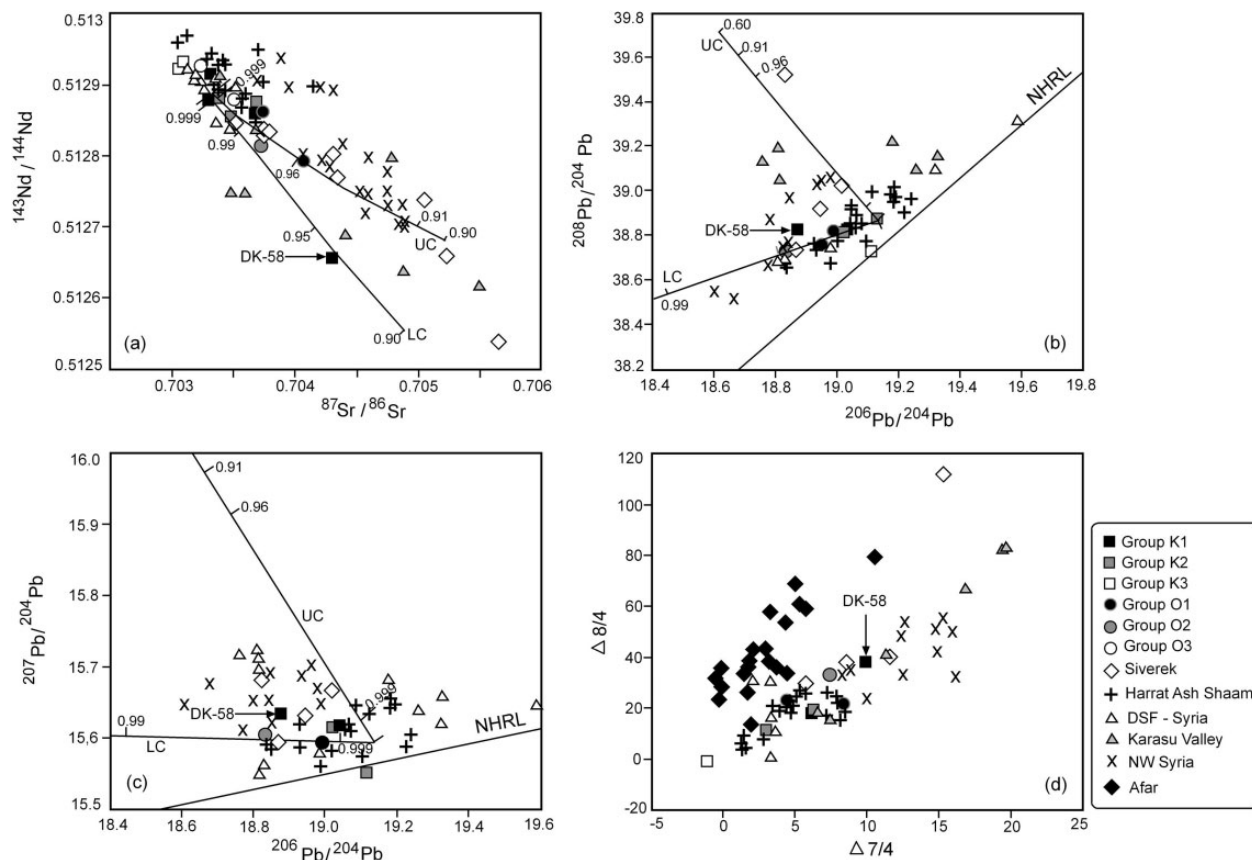 0.513
0.5129
0.5128
0.5127
0.5126
0.5125
¹⁴³Nd / ¹⁴⁴Nd
0.999
0.999
0.99
0.96
0.95
0.91
0.90
UC
DK-58
0.90
LC
(a)
0.703
0.704
0.705
0.706
⁸⁷Sr / ⁸⁶Sr
39.8
39.6
39.4
39.2
39.0
38.8
38.6
38.4
38.2
²⁰⁸Pb/²⁰⁴Pb
0.60
UC
0.91
0.96
NHRL
DK-58
LC
0.99
(b)
18.4
18.6
18.8
19.0
19.2
19.4
19.6
19.8
²⁰⁶Pb/²⁰⁴Pb
16.0
15.9
15.8
15.7
15.6
15.5
²⁰⁷Pb/²⁰⁴Pb
0.91
0.96
UC
0.999
DK-58
0.99
LC
0.999
NHRL
(c)
18.4
18.6
18.8
19.0
19.2
19.4
19.6
²⁰⁶Pb/²⁰⁴Pb
120
100
80
60
40
20
0
-20
Δ 8/4
DK-58
(d)
-5
0
5
10
15
20
25
Δ 7/4
Group K1
Group K2
Group K3
Group O1
Group O2
Group O3
Siverek
Harrat Ash Shaam
DSF - Syria
Karasu Valley
NW Syria
Afar